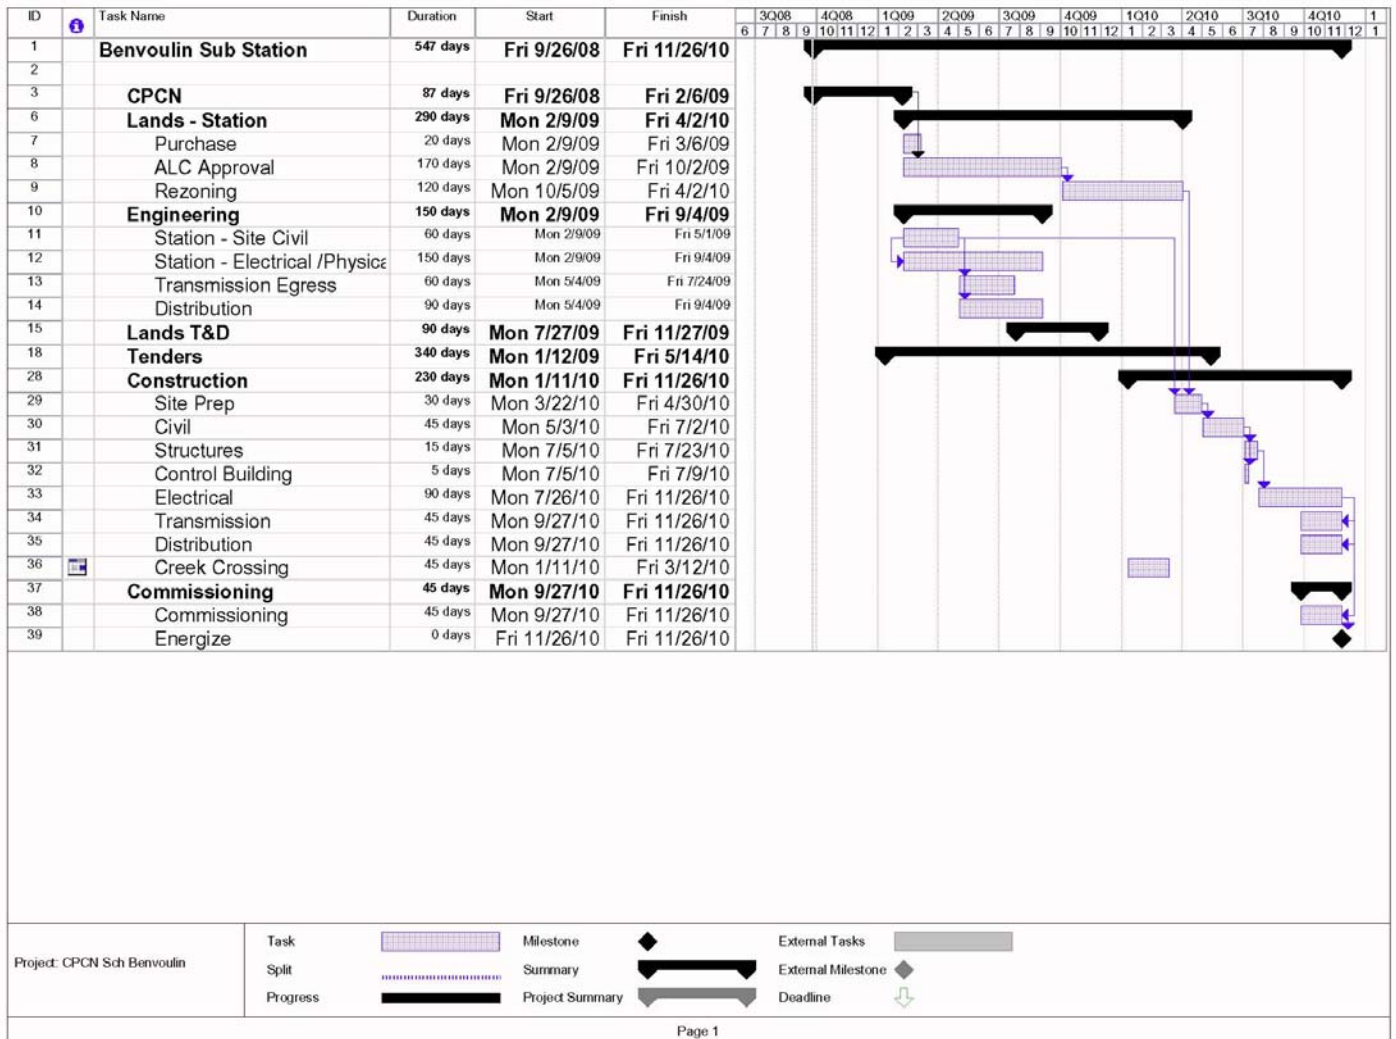 ID Task Name Duration Start Finish 3Q08 4Q08 1Q09 2Q09 3Q09 4Q09 1Q10 2Q10 3Q10 4Q10 1
6 7 8 9 10 11 12 1 2 3 4 5 6 7 8 9 10 11 12 1 2 3 4 5 6 7 8 9 10 11 12 1
1 Benvoulin Sub Station 547 days Fri 9/26/08 Fri 11/26/10
2
3 CPCN 87 days Fri 9/26/08 Fri 2/6/09
6 Lands - Station 290 days Mon 2/9/09 Fri 4/2/10
7 Purchase 20 days Mon 2/9/09 Fri 3/6/09
8 ALC Approval 170 days Mon 2/9/09 Fri 10/2/09
9 Rezoning 120 days Mon 10/5/09 Fri 4/2/10
10 Engineering 150 days Mon 2/9/09 Fri 9/4/09
11 Station - Site Civil 60 days Mon 2/9/09 Fri 5/1/09
12 Station - Electrical /Physica 150 days Mon 2/9/09 Fri 9/4/09
13 Transmission Egress 60 days Mon 5/4/09 Fri 7/24/09
14 Distribution 90 days Mon 5/4/09 Fri 9/4/09
15 Lands T&D 90 days Mon 7/27/09 Fri 11/27/09
18 Tenders 340 days Mon 1/12/09 Fri 5/14/10
28 Construction 230 days Mon 1/11/10 Fri 11/26/10
29 Site Prep 30 days Mon 3/22/10 Fri 4/30/10
30 Civil 45 days Mon 5/3/10 Fri 7/2/10
31 Structures 15 days Mon 7/5/10 Fri 7/23/10
32 Control Building 5 days Mon 7/5/10 Fri 7/9/10
33 Electrical 90 days Mon 7/26/10 Fri 11/26/10
34 Transmission 45 days Mon 9/27/10 Fri 11/26/10
35 Distribution 45 days Mon 9/27/10 Fri 11/26/10
36 Creek Crossing 45 days Mon 1/11/10 Fri 3/12/10
37 Commissioning 45 days Mon 9/27/10 Fri 11/26/10
38 Commissioning 45 days Mon 9/27/10 Fri 11/26/10
39 Energize 0 days Fri 11/26/10 Fri 11/26/10
Project: CPCN Sch Benvoulin
Task Milestone External Tasks
Split Summary External Milestone
Progress Project Summary Deadline
Page 1